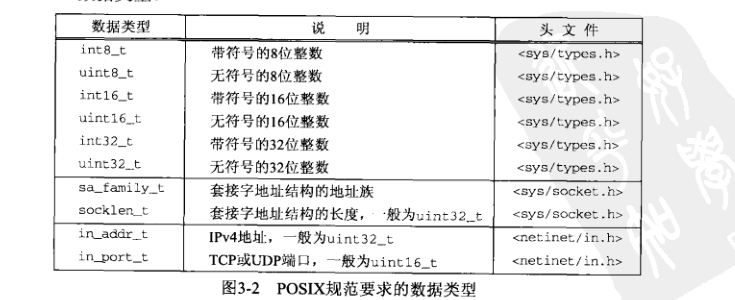 数据类型 说 明 头 文 件
int8_t 带符号的8位整数 <sys/types.h>
uint8_t 无符号的8位整数 <sys/types.h>
int16_t 带符号的16位整数 <sys/types.h>
uint16_t 无符号的16位整数 <sys/types.h>
int32_t 带符号的32位整数 <sys/types.h>
uint32_t 无符号的32位整数 <sys/types.h>
sa_family_t 套接字地址结构的地址族 <sys/socket.h>
socklen_t 套接字地址结构的长度，一般为uint32_t <sys/socket.h>
in_addr_t IPv4地址，一般为uint32_t <netinet/in.h>
in_port_t TCP或UDP端口，一般为uint16_t <netinet/in.h>
图3-2 POSIX规范要求的数据类型